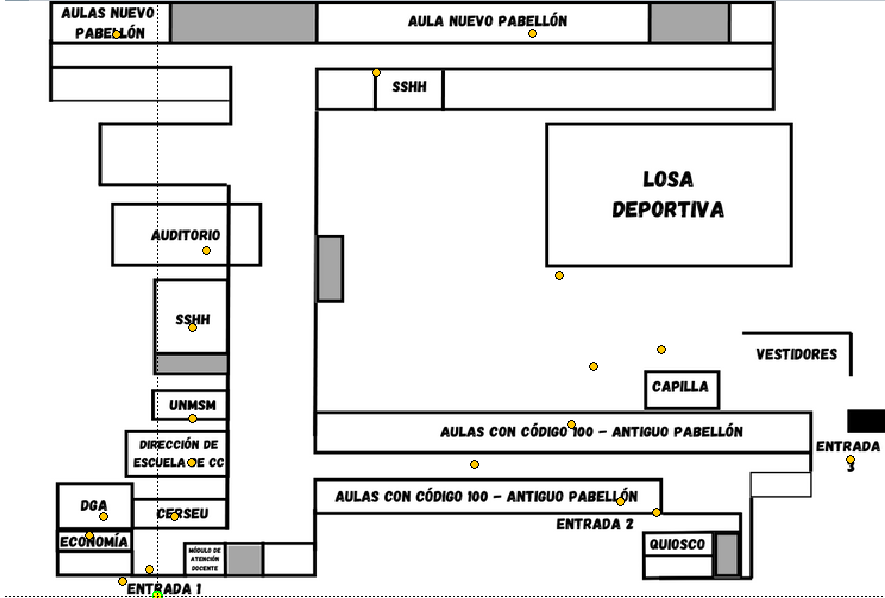 AULAS NUEVO
PABELLÓN
AULA NUEVO PABELLÓN
SSHH
LOSA
DEPORTIVA
AUDITORIO
SSHH
VESTIDORES
CAPILLA
UNMSM
AULAS CON CÓDIGO 100 - ANTIGUO PABELLÓN
DIRECCIÓN DE
ESCUELA DE CC
ENTRADA
3
DGA
CERSEU
AULAS CON CÓDIGO 100 - ANTIGUO PABELLÓN
ENTRADA 2
ECONOMÍA
QUIOSCO
MÓDULO DE
ATENCIÓN
DOCENTE
ENTRADA 1